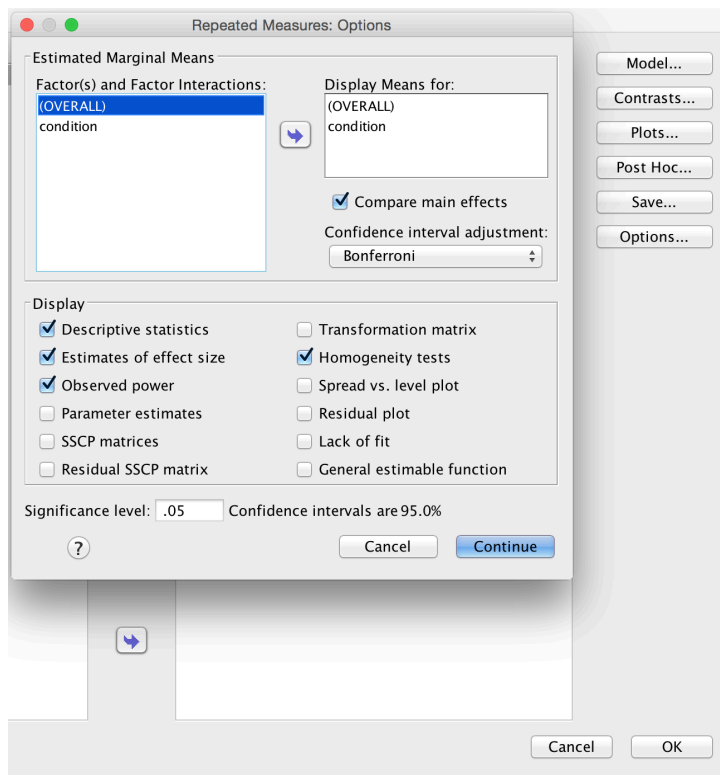 Repeated Measures: Options
Estimated Marginal Means
Factor(s) and Factor Interactions:
(OVERALL)
condition
Display Means for:
(OVERALL)
condition
Compare main effects
Confidence interval adjustment:
Bonferroni
Display
Descriptive statistics
Transformation matrix
Estimates of effect size
Homogeneity tests
Observed power
Spread vs. level plot
Parameter estimates
Residual plot
SSCP matrices
Lack of fit
Residual SSCP matrix
General estimable function
Significance level: .05 Confidence intervals are 95.0%
?
Cancel
Continue
Model...
Contrasts...
Plots...
Post Hoc...
Save...
Options...
Cancel
OK